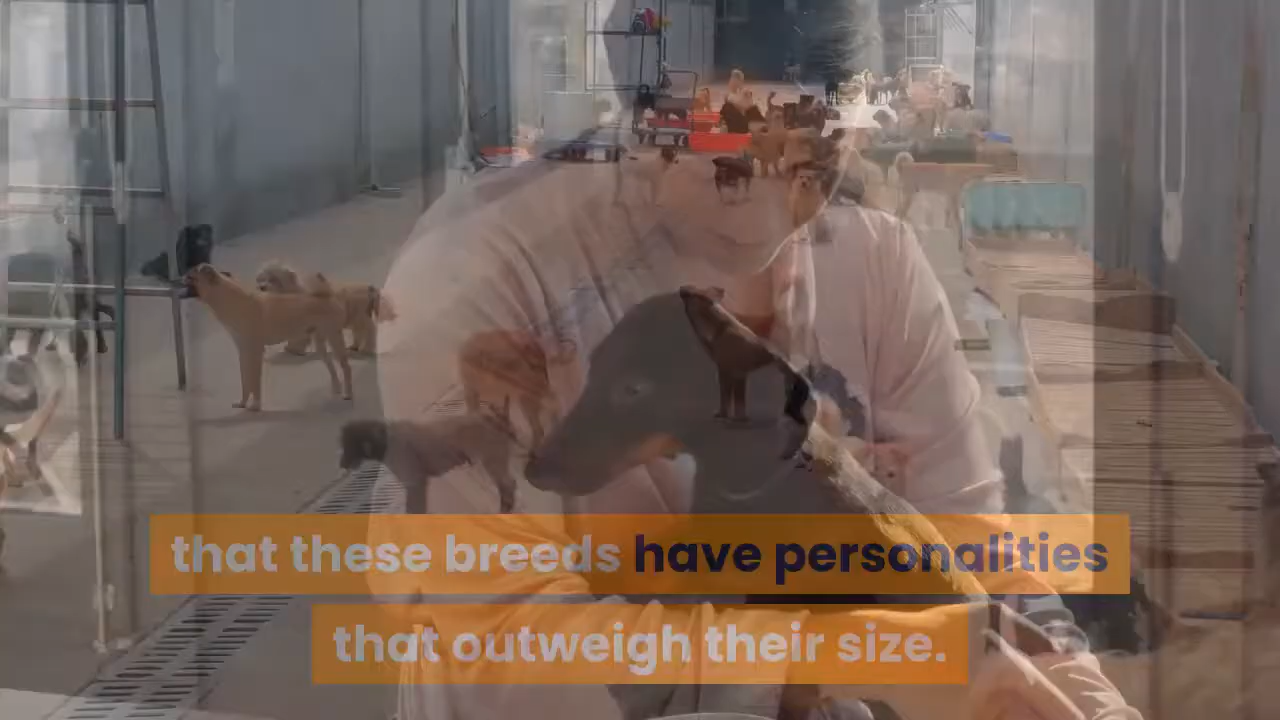 that these breeds have personalities
that outweigh their size.